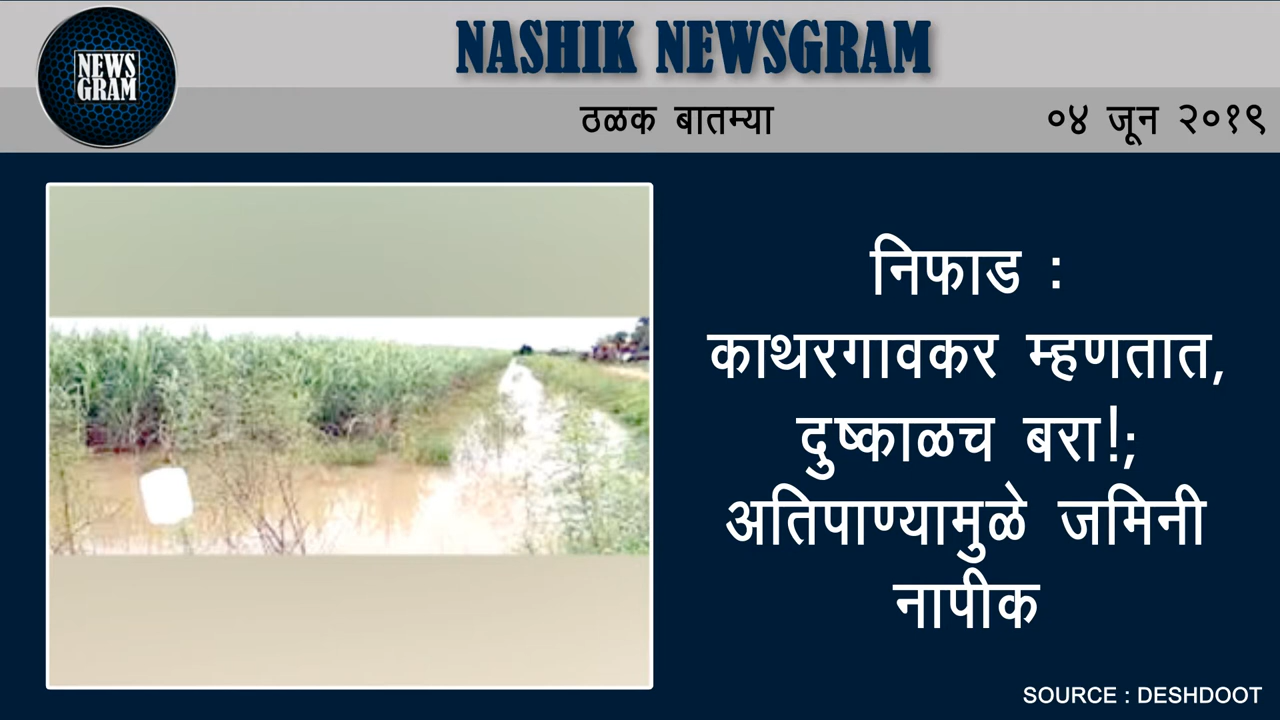 NEWS
GRAM
NASHIK NEWSGRAM
ठळक बातम्या
०४ जून २०१९
निफाड :
काथरगावकर म्हणतात,
दुष्काळच बरा!;
अतिपाण्यामुळे जमिनी
नापीक
SOURCE : DESHDOOT